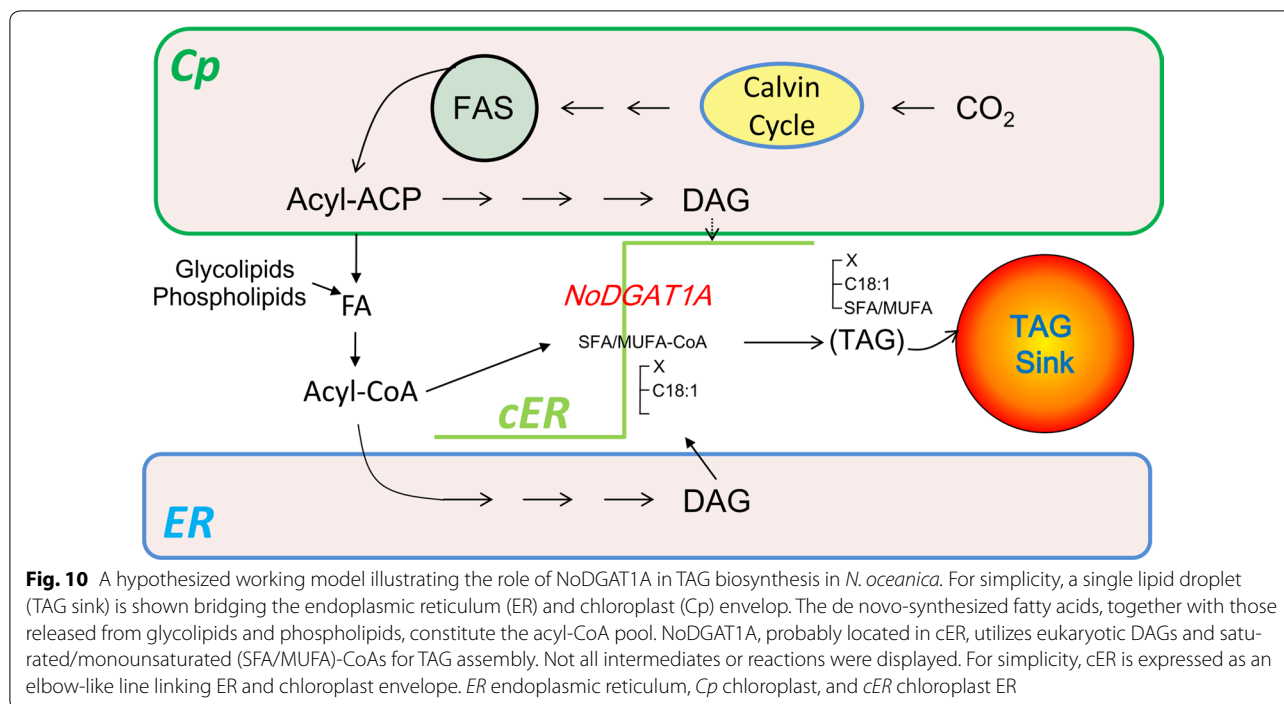 Cp
FAS
Calvin
Cycle
CO₂
Acyl-ACP
DAG
Glycolipids
Phospholipids
FA
Acyl-CoA
NoDGAT1A
SFA/MUFA-CoA
X
C18:1
cER
X
C18:1
SFA/MUFA
(TAG)
TAG
Sink
DAG
ER
Fig. 10 A hypothesized working model illustrating the role of NoDGAT1A in TAG biosynthesis in N. oceanica. For simplicity, a single lipid droplet
(TAG sink) is shown bridging the endoplasmic reticulum (ER) and chloroplast (Cp) envelop. The de novo-synthesized fatty acids, together with those
released from glycolipids and phospholipids, constitute the acyl-CoA pool. NoDGAT1A, probably located in cER, utilizes eukaryotic DAGs and satu-
rated/monounsaturated (SFA/MUFA)-CoAs for TAG assembly. Not all intermediates or reactions were displayed. For simplicity, cER is expressed as an
elbow-like line linking ER and chloroplast envelope. ER endoplasmic reticulum, Cp chloroplast, and cER chloroplast ER